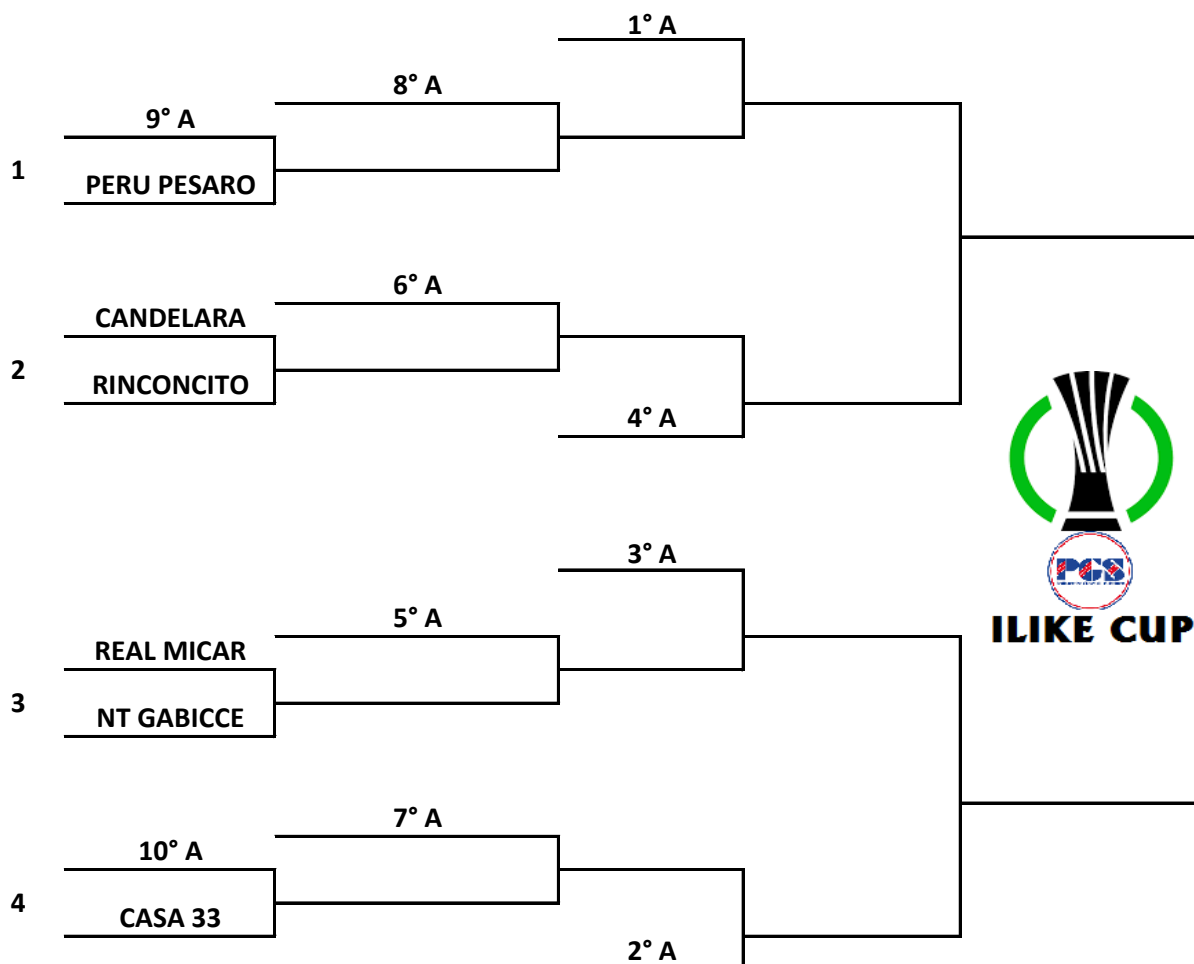 1° A
8° A
9° A
1
PERU PESARO
6° A
CANDELARA
2
RINCONCITO
4° A
3° A
PGS
ILIKE CUP
5° A
REAL MICAR
3
NT GABICCE
7° A
10° A
4
CASA 33
2° A